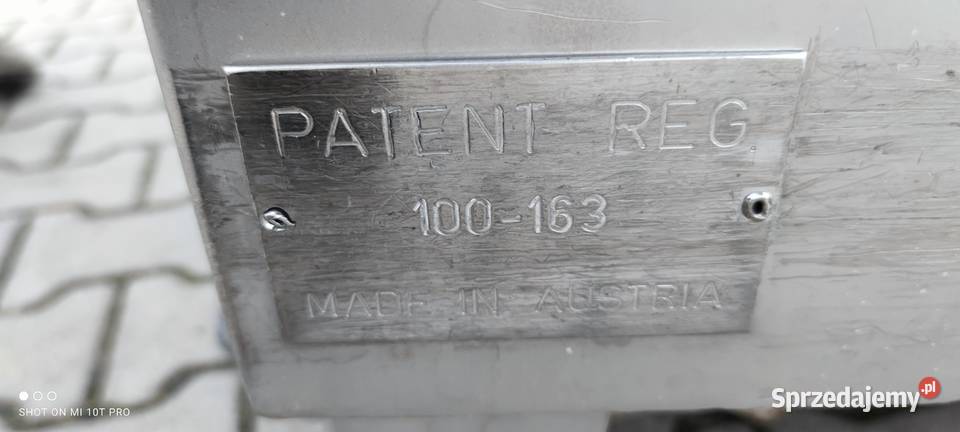 PATENT REG.
100-163
MADE IN AUSTRIA
SHOT ON MI 10T PRO
Sprzedajemy.pl